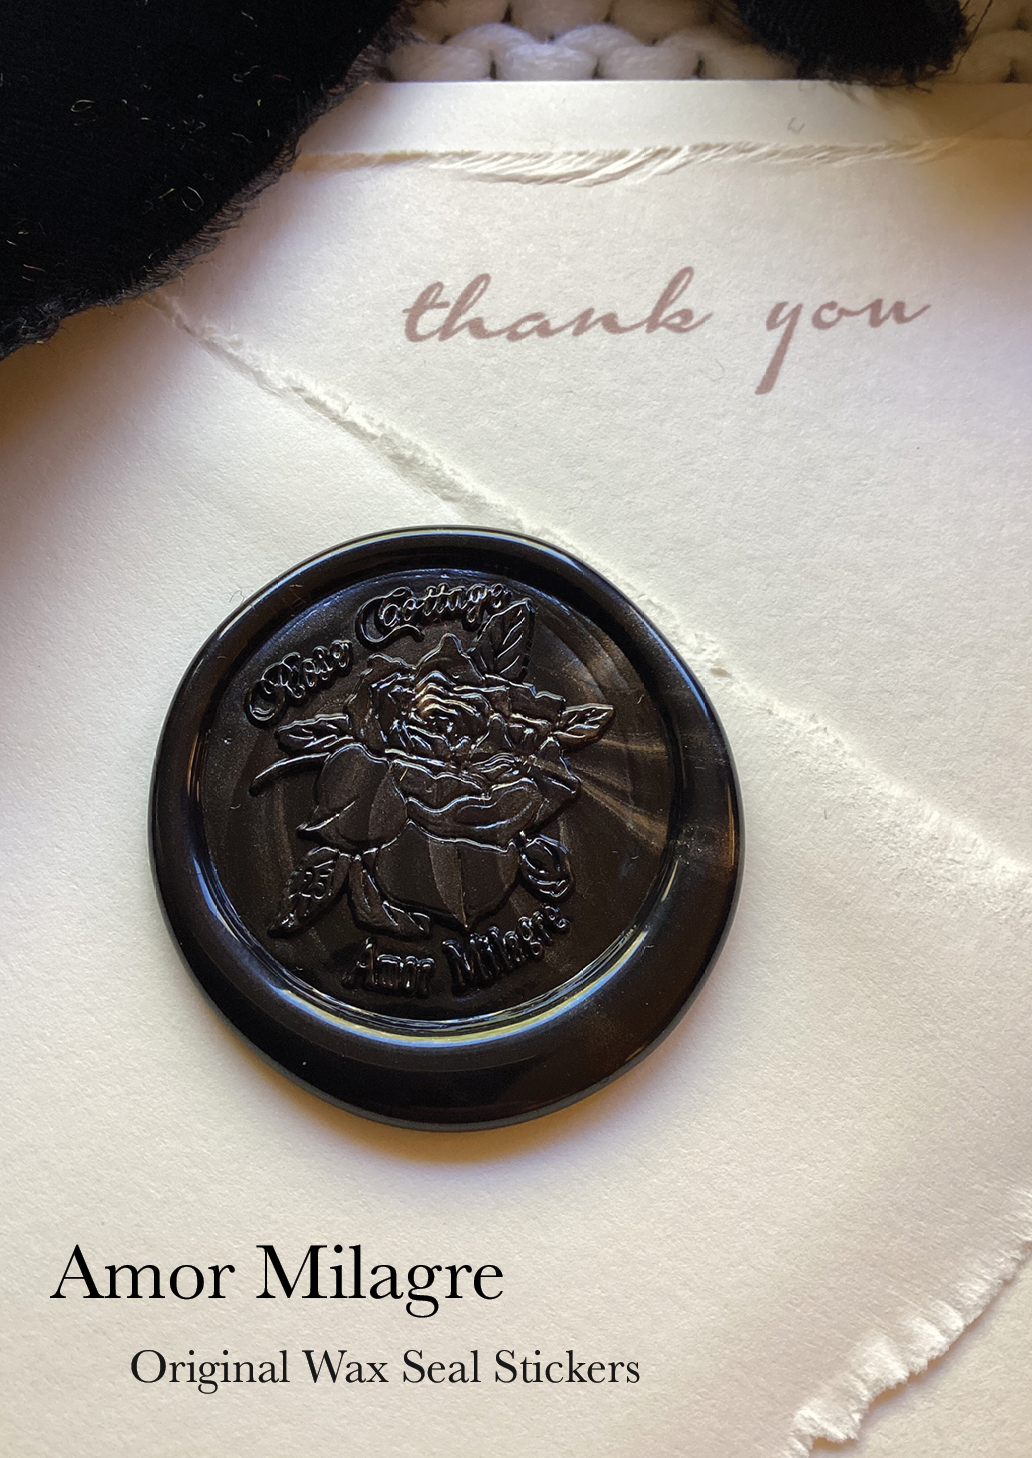 thank you
Rose Cottage
Amor Milagre
Amor Milagre
Original Wax Seal Stickers